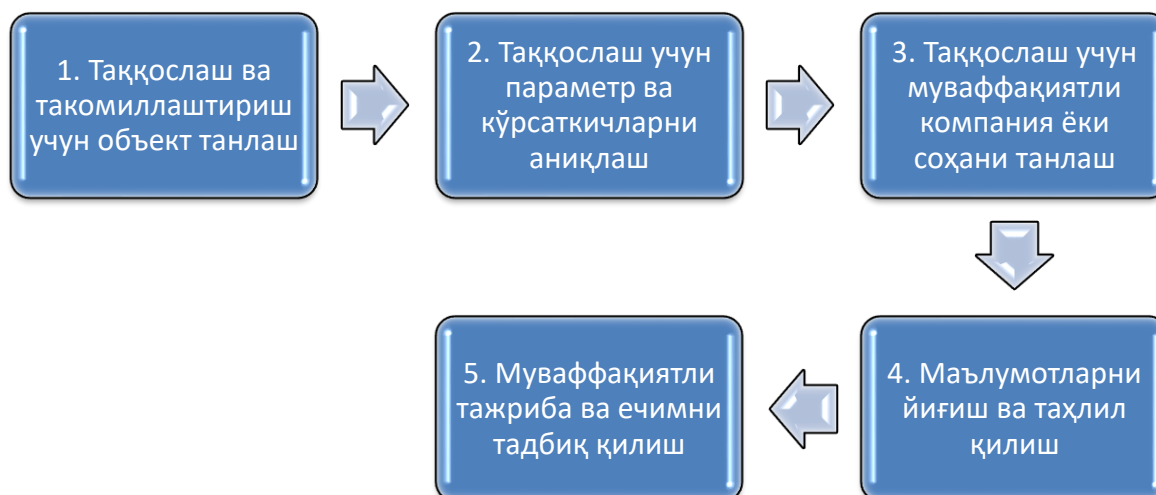 1. Таққослаш ва
такомиллаштириш
учун объект танлаш
2. Таққослаш учун
параметр ва
кўрсаткичларни
аниқлаш
3. Таққослаш учун
муваффақиятли
компания ёки
соҳани танлаш
4. Маълумотларни
йиғиш ва таҳлил
қилиш
5. Муваффақиятли
тажриба ва ечимни
тадбиқ қилиш